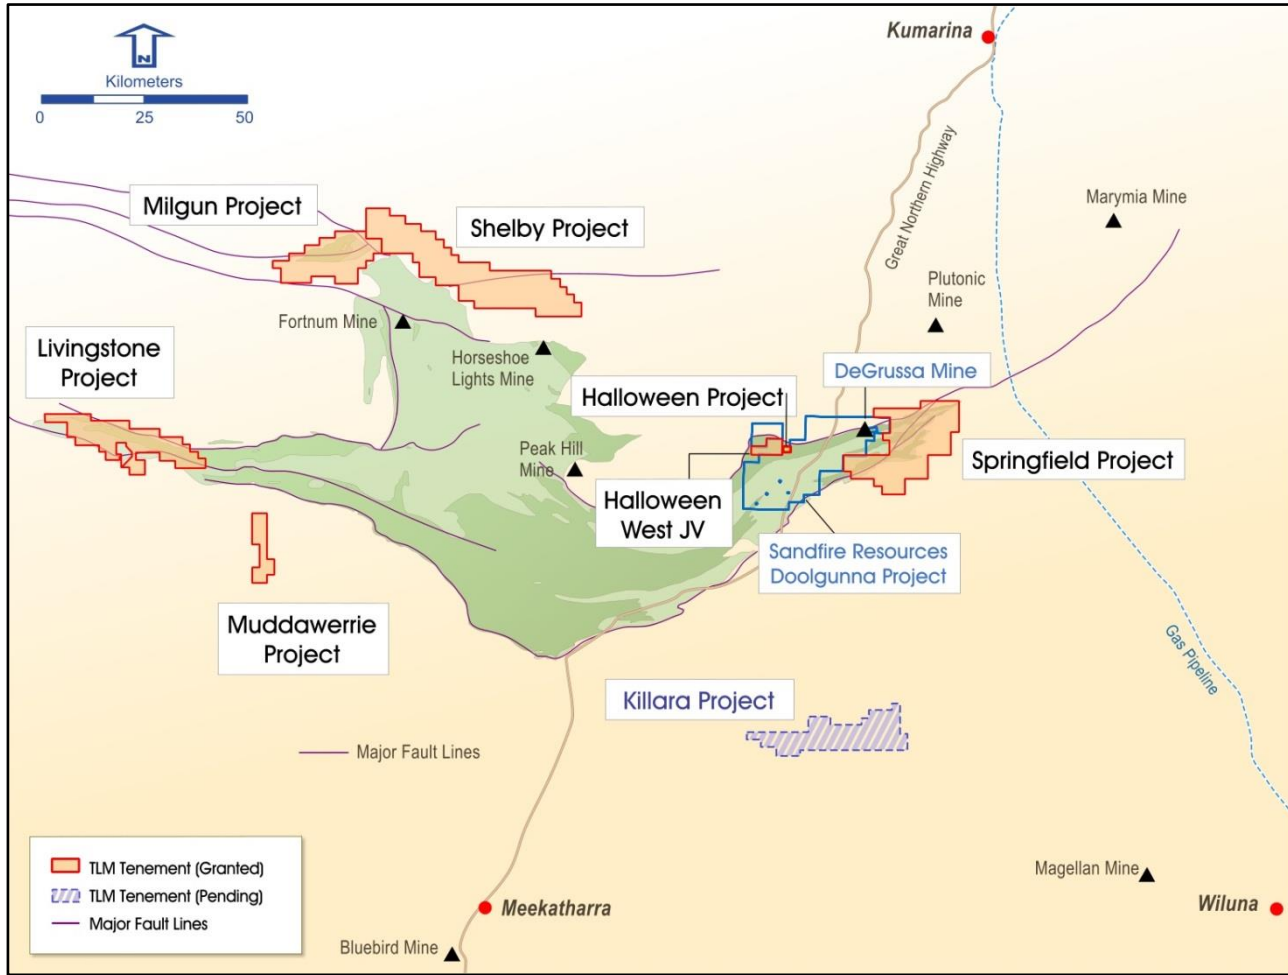 Kumarina
N
Kilometers
0 25 50
Great Northern Highway
Milgun Project
Shelby Project
Marymia Mine
Plutonic
Mine
Fortnum Mine
Livingstone
Project
Horseshoe
Lights Mine
DeGrussa Mine
Halloween Project
Peak Hill
Mine
Springfield Project
Halloween
West JV
Sandfire Resources
Doolgunna Project
Muddawerrie
Project
Gas Pipeline
Killara Project
Major Fault Lines
TLM Tenement (Granted)
TLM Tenement (Pending)
Major Fault Lines
Magellan Mine
Meekatharra
Wiluna
Bluebird Mine